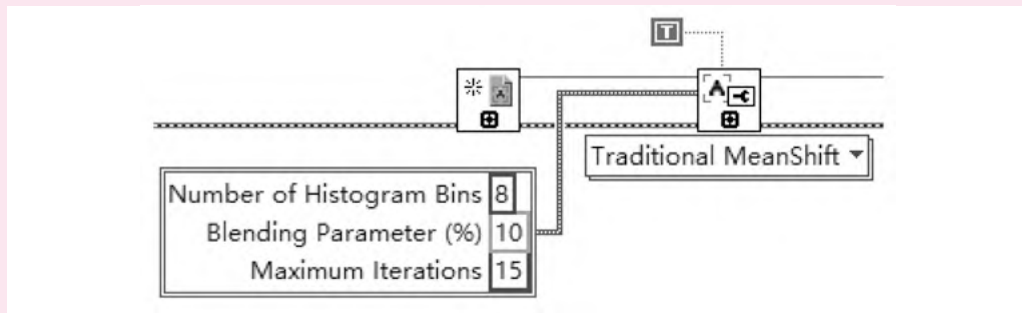 T
A
A
Traditional MeanShift
Number of Histogram Bins 8
Blending Parameter (%) 10
Maximum Iterations 15